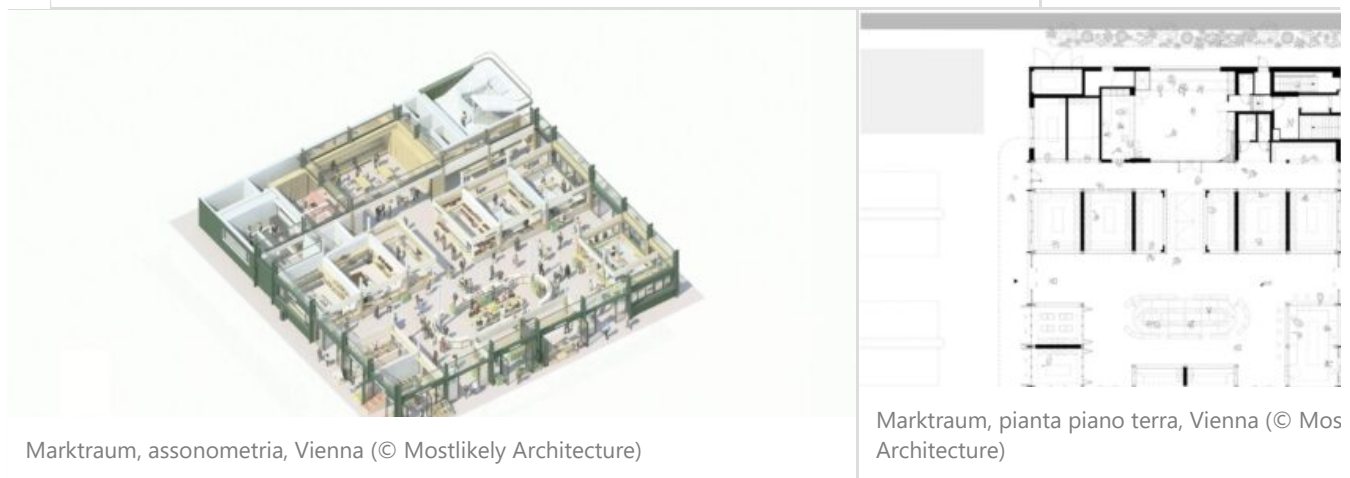 Marktraum, assonometria, Vienna (© Mostlikely Architecture)
Marktraum, pianta piano terra, Vienna (© Mos
Architecture)